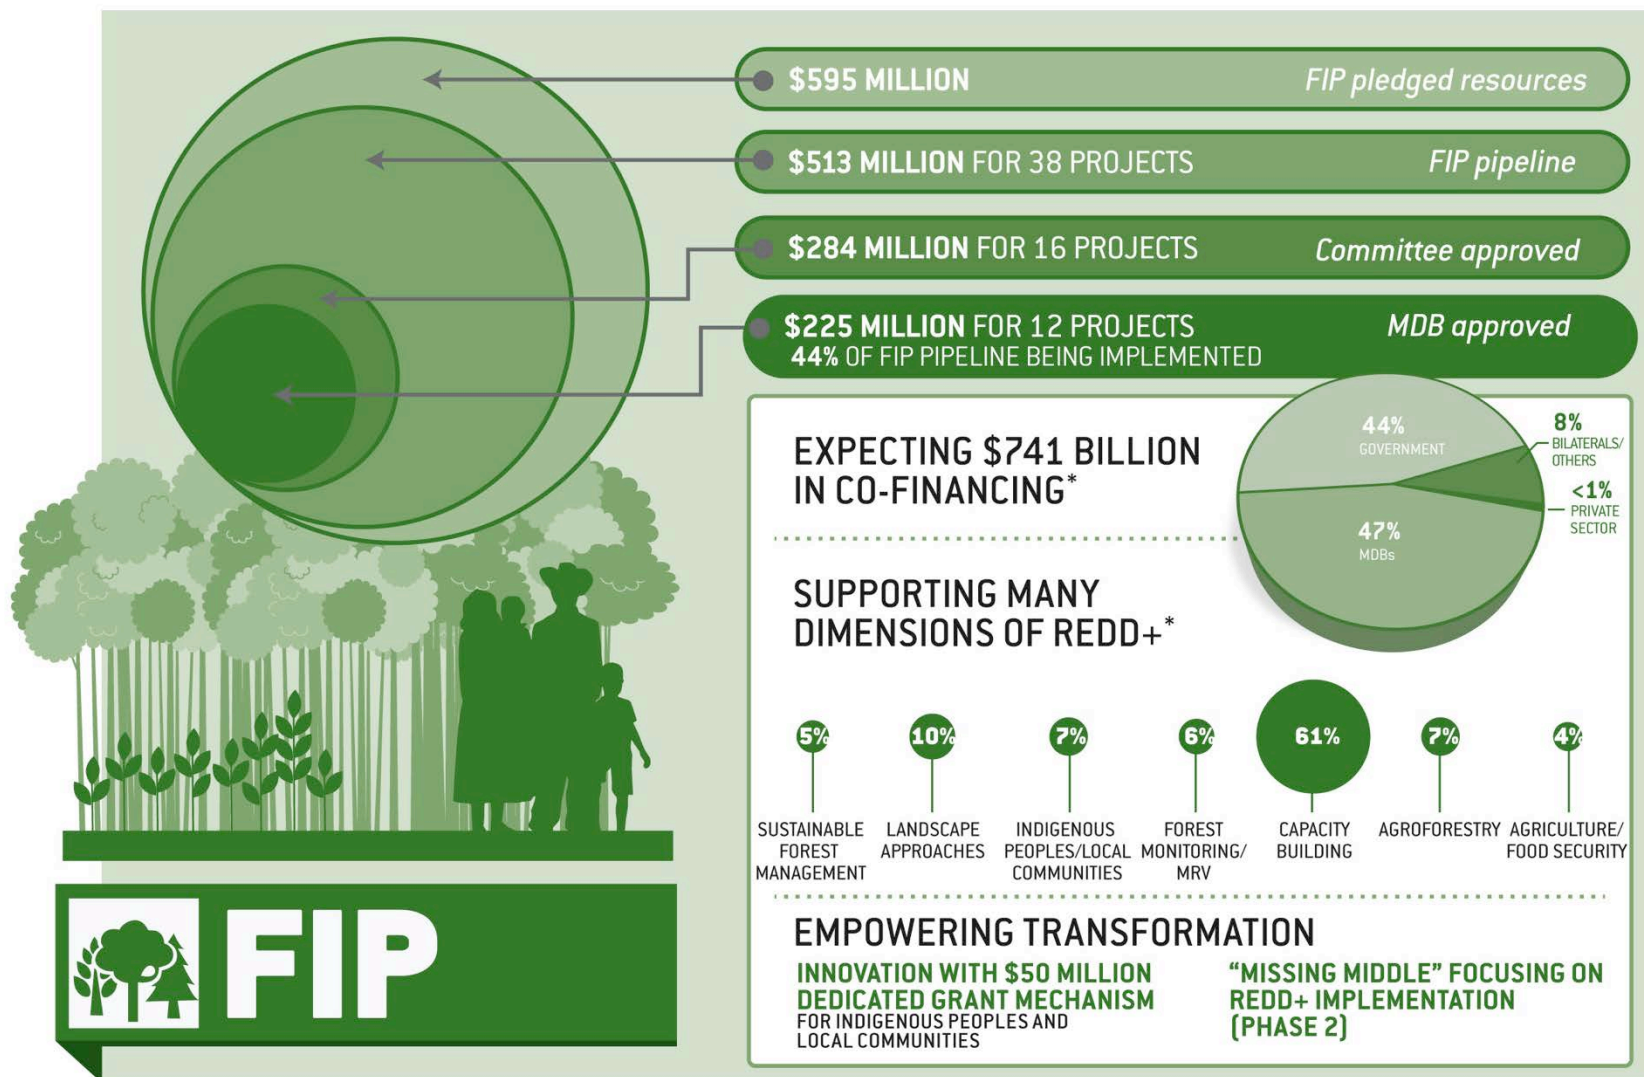 $595 MILLION FIP pledged resources
$513 MILLION FOR 38 PROJECTS FIP pipeline
$284 MILLION FOR 16 PROJECTS Committee approved
$225 MILLION FOR 12 PROJECTS MDB approved
44% OF FIP PIPELINE BEING IMPLEMENTED
EXPECTING $741 BILLION
IN CO-FINANCING*
44%
GOVERNMENT
8%
BILATERALS/
OTHERS
<1%
PRIVATE
SECTOR
47%
MDBs
SUPPORTING MANY
DIMENSIONS OF REDD+*
5%
SUSTAINABLE
FOREST
MANAGEMENT
10%
LANDSCAPE
APPROACHES
7%
INDIGENOUS
PEOPLES/LOCAL
COMMUNITIES
6%
FOREST
MONITORING/
MRV
61%
CAPACITY
BUILDING
7%
AGROFORESTRY
4%
AGRICULTURE/
FOOD SECURITY
EMPOWERING TRANSFORMATION
INNOVATION WITH $50 MILLION
DEDICATED GRANT MECHANISM
FOR INDIGENOUS PEOPLES AND
LOCAL COMMUNITIES
“MISSING MIDDLE” FOCUSING ON
REDD+ IMPLEMENTATION
(PHASE 2)
FIP